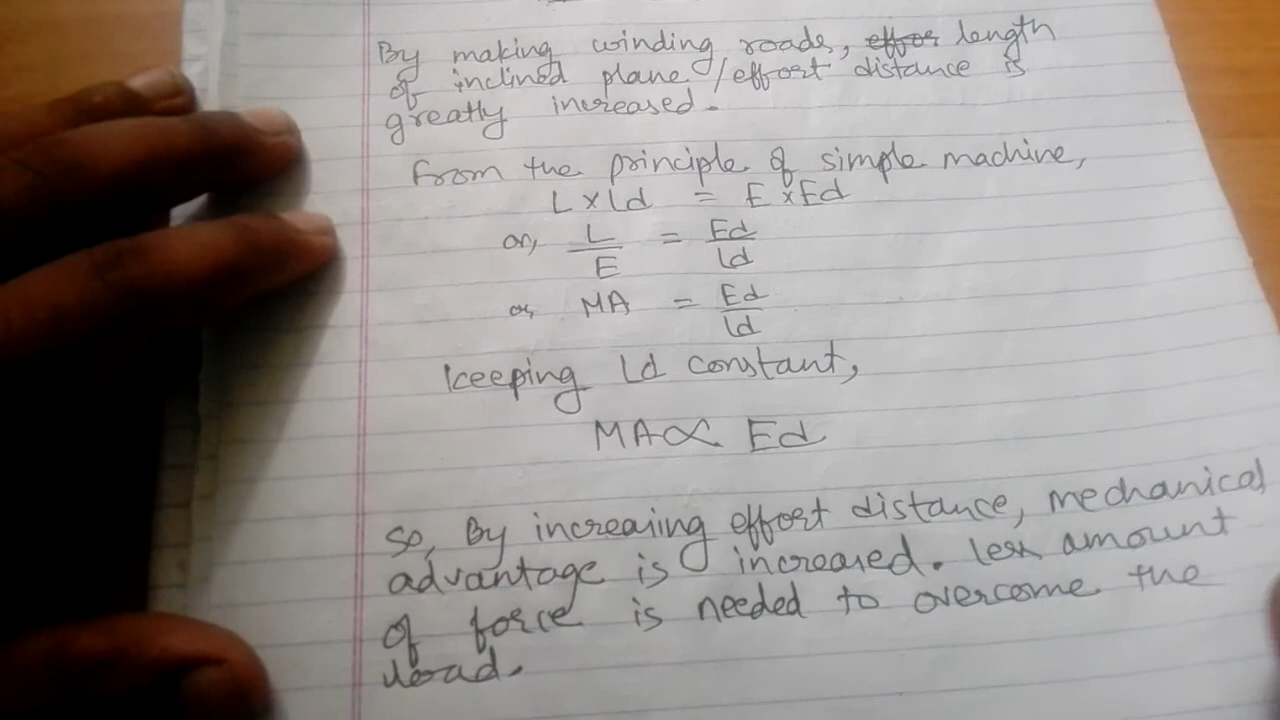 By making winding roads, effor length
of inclined plane/effort distance is
greatly increased.
From the principle of simple machine,
L × Ld = E × Ed
or, L/E = Ed/Ld
or, MA = Ed/Ld
Keeping Ld constant,
MA ∝ Ed
So, By increasing effort distance, mechanical
advantage is increased. less amount
of force is needed to overcome the
load.